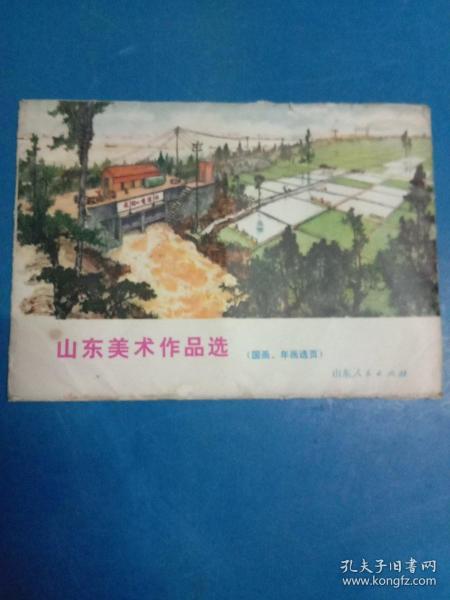 山东美术作品选
（国画、年画选页）
山东人民出版社
孔夫子旧书网
www.kongfz.com